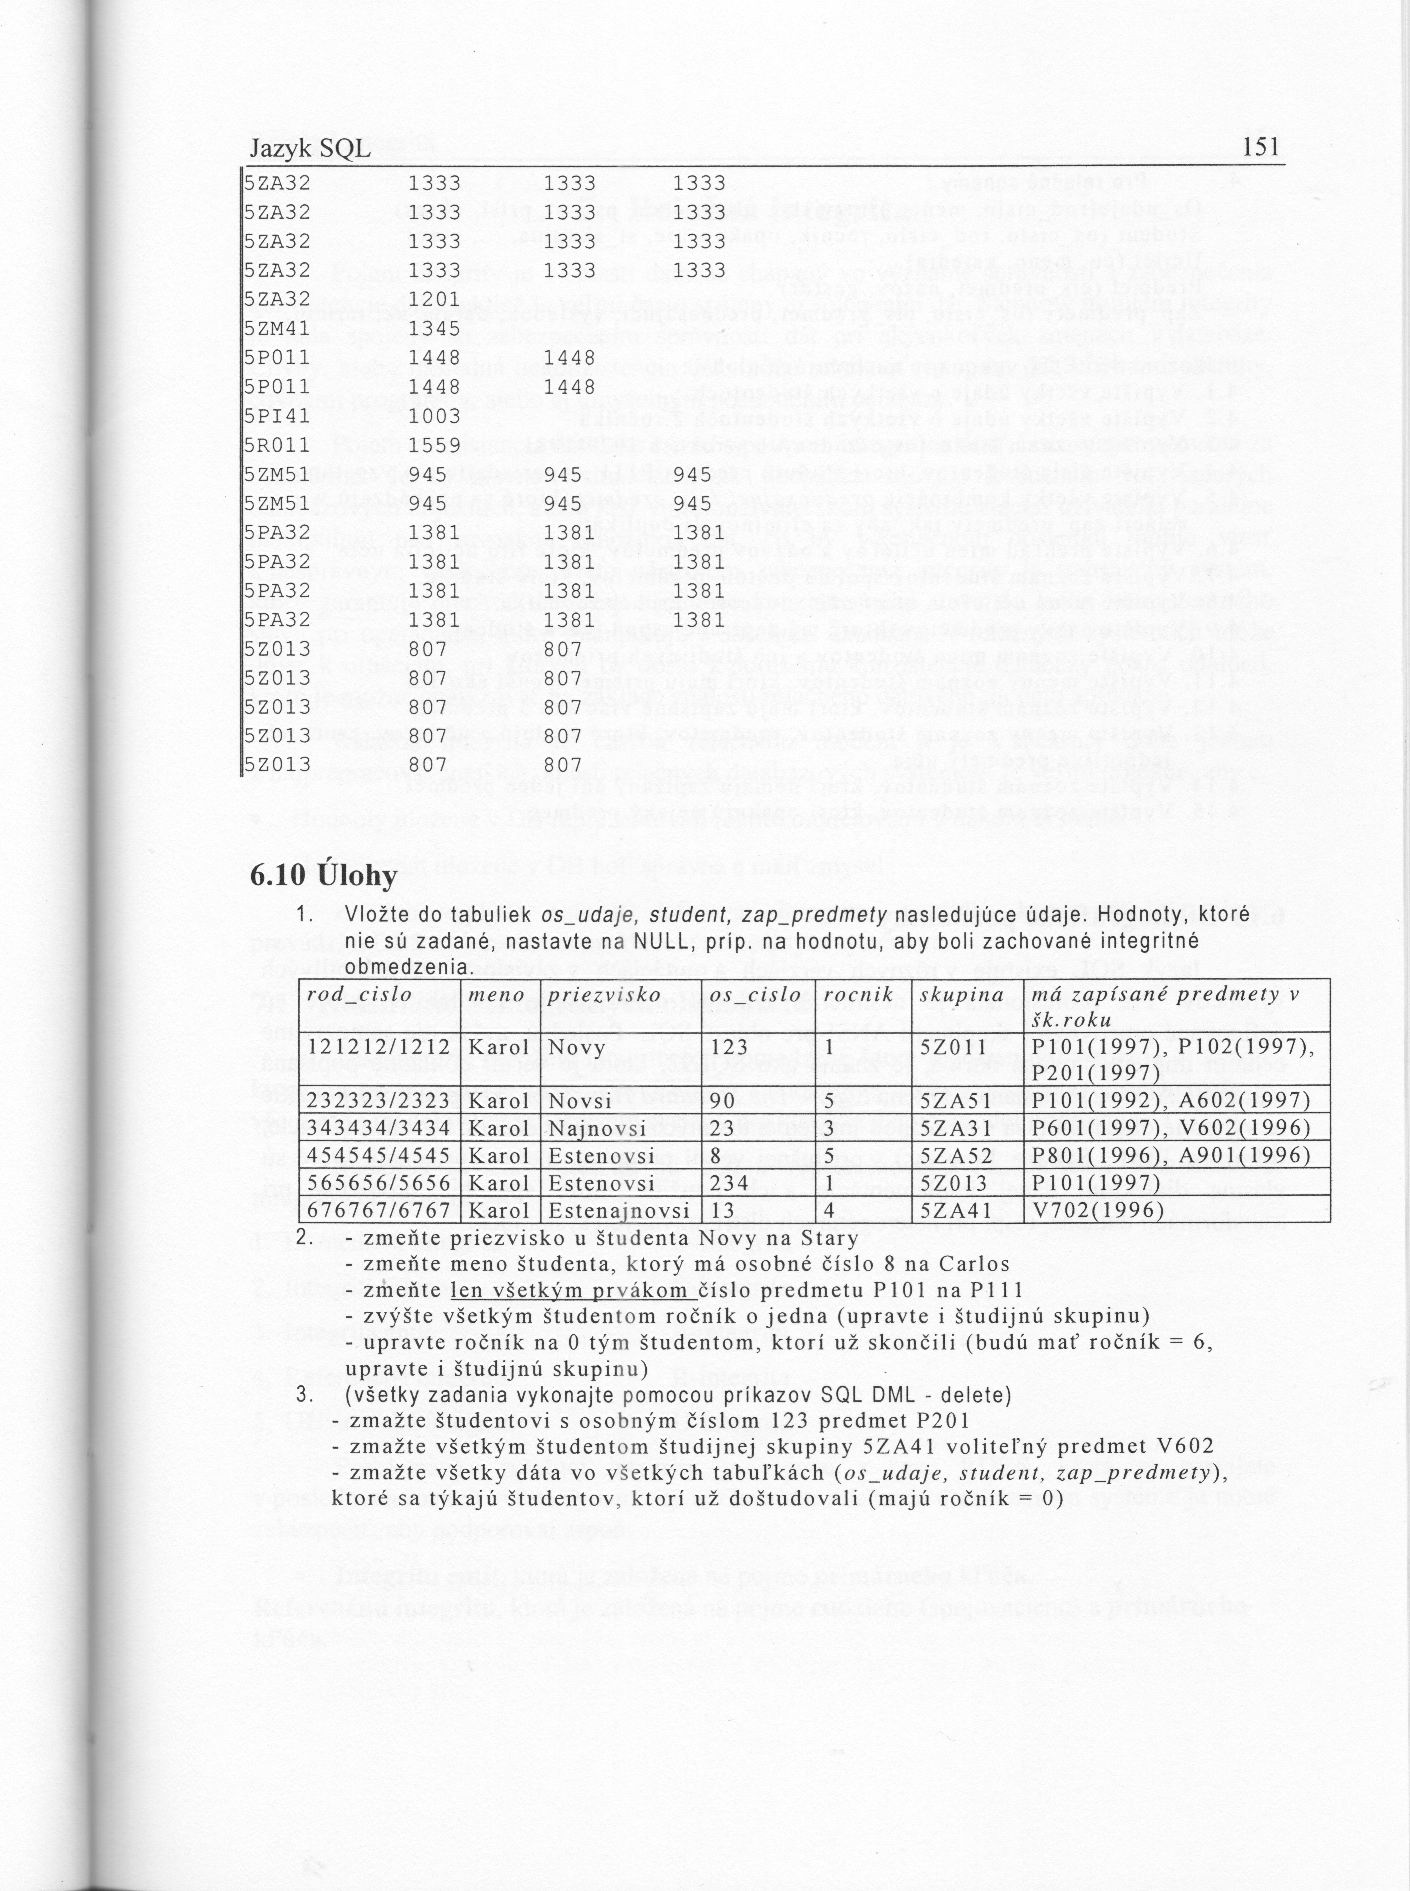 Jazyk SQL 151
5ZA32 1333 1333 1333
5ZA32 1333 1333 1333
5ZA32 1333 1333 1333
5ZA32 1333 1333 1333
5ZA32 1201
5ZM41 1345
5P011 1448 1448
5P011 1448 1448
5PI41 1003
5R011 1559
5ZM51 945 945 945
5ZM51 945 945 945
5PA32 1381 1381 1381
5PA32 1381 1381 1381
5PA32 1381 1381 1381
5PA32 1381 1381 1381
5Z013 807 807
5Z013 807 807
5Z013 807 807
5Z013 807 807
5Z013 807 807
6.10 Úlohy
1. Vložte do tabuliek os_udaje, student, zap_predmety nasledujúce údaje. Hodnoty, ktoré
nie sú zadané, nastavte na NULL, príp. na hodnotu, aby boli zachované integritné
obmedzenia.
rod_cislo meno priezvisko os_cislo rocnik skupina má zapísané predmety v
šk.roku
121212/1212 Karol Novy 123 1 5Z011 P101(1997), P102(1997),
P201(1997)
232323/2323 Karol Novsi 90 5 5ZA51 P101(1992), A602(1997)
343434/3434 Karol Najnovsi 23 3 5ZA31 P601(1997), V602(1996)
454545/4545 Karol Estenovsi 8 5 5ZA52 P801(1996), A901(1996)
565656/5656 Karol Estenovsi 234 1 5Z013 P101(1997)
676767/6767 Karol Estenajnovsi 13 4 5ZA41 V702(1996)
2. - zmeňte priezvisko u študenta Novy na Stary
- zmeňte meno študenta, ktorý má osobné číslo 8 na Carlos
- zmeňte len všetkým prvákom číslo predmetu P101 na P111
- zvýšte všetkým študentom ročník o jedna (upravte i študijnú skupinu)
- upravte ročník na 0 tým študentom, ktorí už skončili (budú mať ročník = 6,
upravte i študijnú skupinu)
3. (všetky zadania vykonajte pomocou príkazov SQL DML - delete)
- zmažte študentovi s osobným číslom 123 predmet P201
- zmažte všetkým študentom študijnej skupiny 5ZA41 voliteľný predmet V602
- zmažte všetky dáta vo všetkých tabuľkách (os_udaje, student, zap_predmety),
ktoré sa týkajú študentov, ktorí už doštudovali (majú ročník = 0)